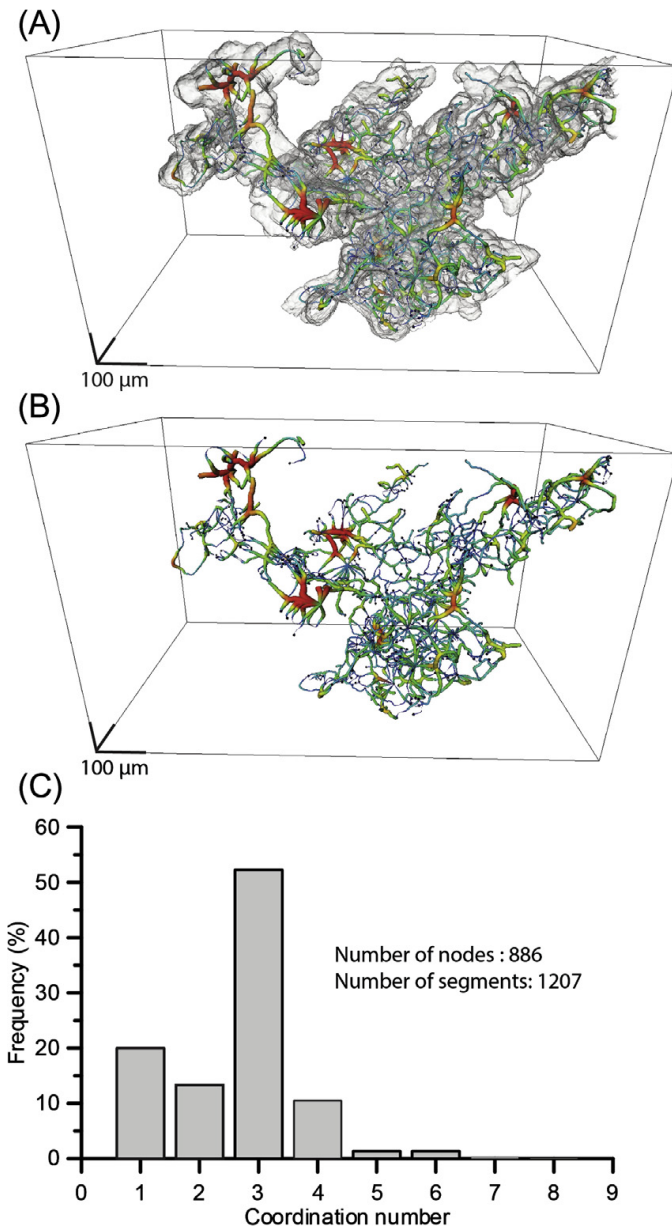 (A)
100 µm
(B)
100 µm
(C)
60
50
40
30
20
10
0
Frequency (%)
Number of nodes : 886
Number of segments: 1207
0 1 2 3 4 5 6 7 8 9
Coordination number